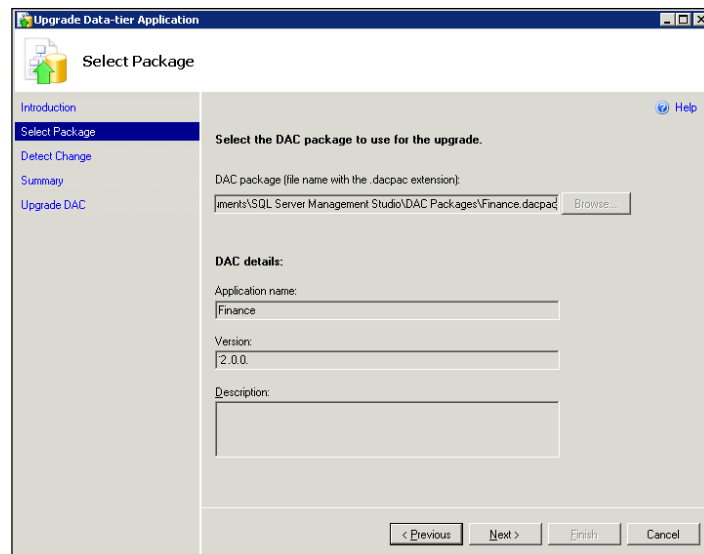 Upgrade Data-tier Application
Select Package
Introduction
Help
Select Package
Select the DAC package to use for the upgrade.
Detect Change
Summary
DAC package (file name with the .dacpac extension):
Upgrade DAC
uments\SQL Server Management Studio\DAC Packages\Finance.dacpac
Browse...
DAC details:
Application name:
Finance
Version:
'2.0.0.
Description:
< Previous
Next >
Finish
Cancel